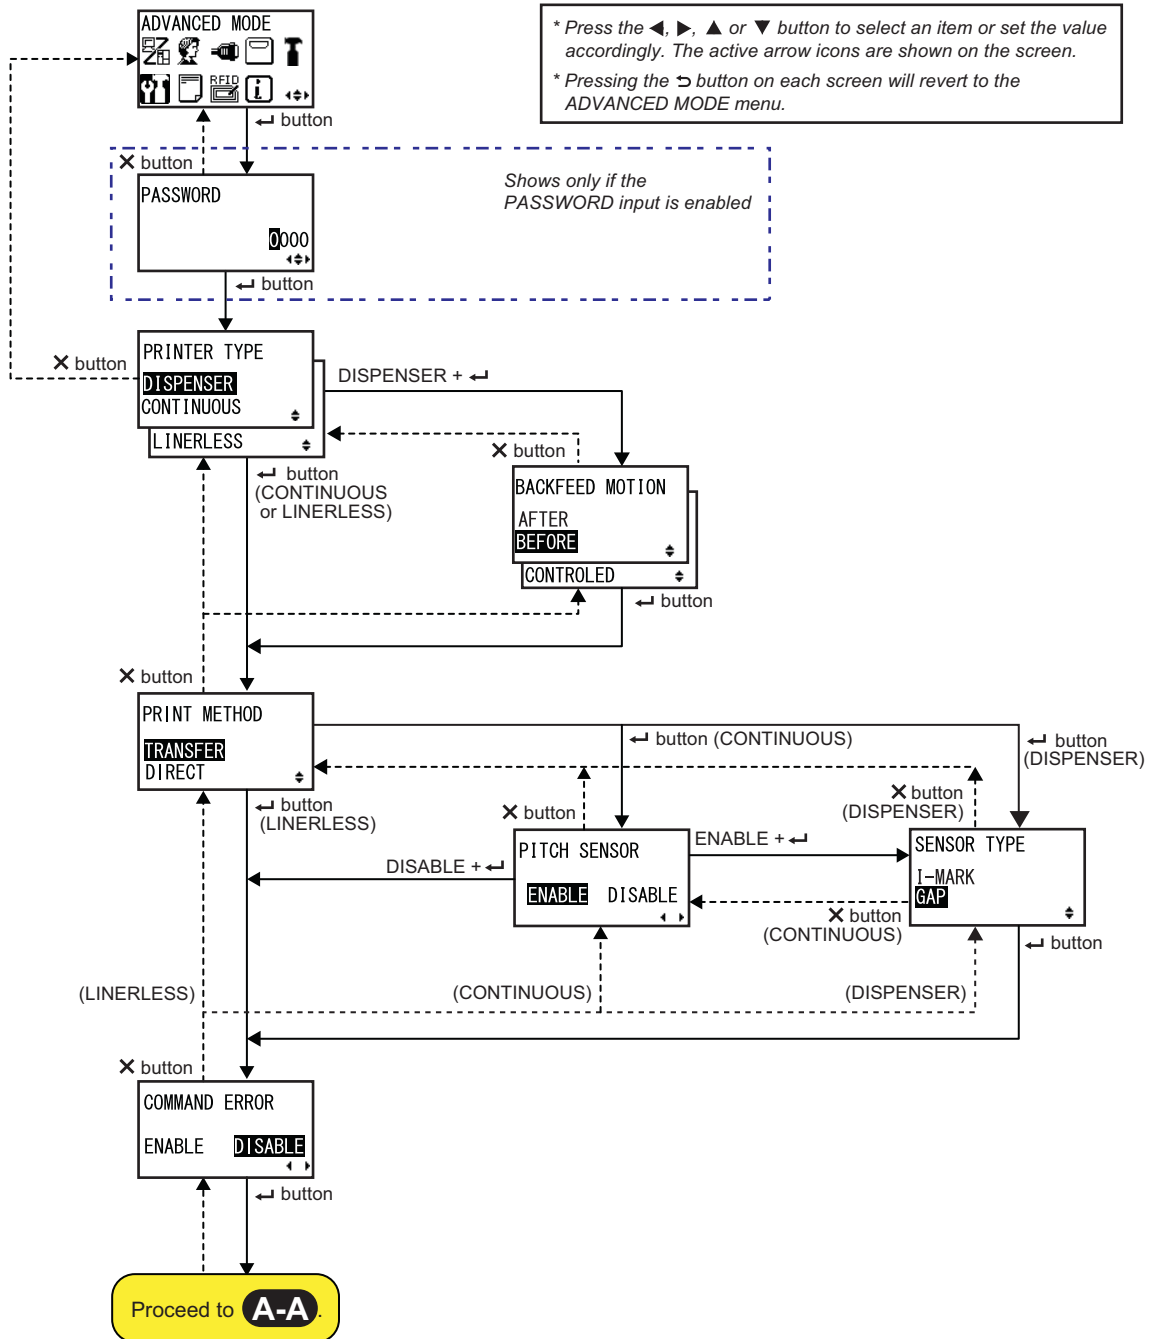 ADVANCED MODE
RFID
i
* Press the ◀, ▶, ▲ or ▼ button to select an item or set the value
accordingly. The active arrow icons are shown on the screen.
* Pressing the ⮌ button on each screen will revert to the
ADVANCED MODE menu.
↵ button
✕ button
PASSWORD
0000
Shows only if the
PASSWORD input is enabled
↵ button
PRINTER TYPE
DISPENSER
CONTINUOUS
LINERLESS
✕ button
DISPENSER + ↵
✕ button
↵ button
(CONTINUOUS
or LINERLESS)
BACKFEED MOTION
AFTER
BEFORE
CONTROLED
↵ button
✕ button
PRINT METHOD
TRANSFER
DIRECT
↵ button (CONTINUOUS)
↵ button
(DISPENSER)
↵ button
(LINERLESS)
✕ button
✕ button
(DISPENSER)
DISABLE + ↵
PITCH SENSOR
ENABLE DISABLE
ENABLE + ↵
SENSOR TYPE
I-MARK
GAP
✕ button
(CONTINUOUS)
↵ button
(LINERLESS)
(CONTINUOUS)
(DISPENSER)
✕ button
COMMAND ERROR
ENABLE DISABLE
↵ button
Proceed to A-A.